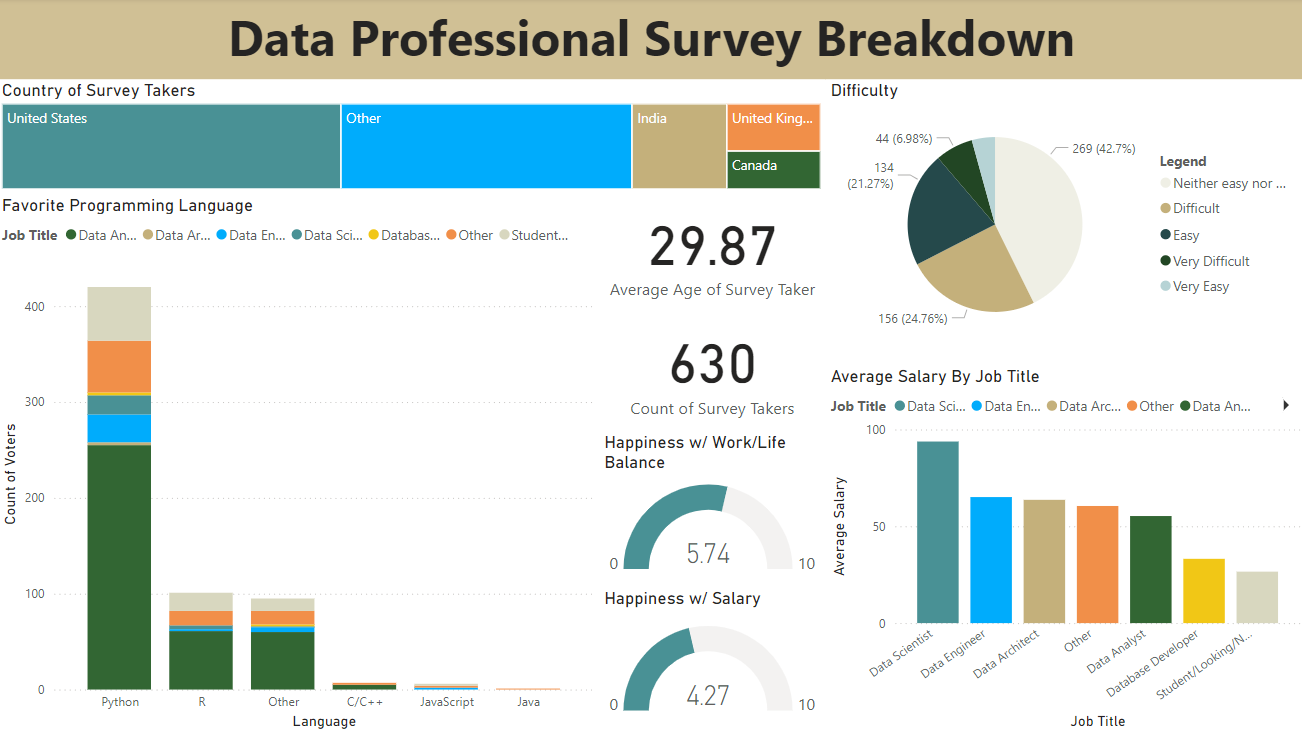 Data Professional Survey Breakdown
Country of Survey Takers
United States
Other
India
United King...
Canada
Favorite Programming Language
Job Title
Data An...
Data Ar...
Data En...
Data Sci...
Databas...
Other
Student...
Count of Voters
400
300
200
100
0
Python
R
Other
C/C++
JavaScript
Java
Language
29.87
Average Age of Survey Taker
630
Count of Survey Takers
Happiness w/ Work/Life
Balance
5.74
0
10
Happiness w/ Salary
4.27
0
10
Difficulty
44 (6.98%)
134
(21.27%)
269 (42.7%)
156 (24.76%)
Legend
Neither easy nor ...
Difficult
Easy
Very Difficult
Very Easy
Average Salary By Job Title
Job Title
Data Sci...
Data En...
Data Arc...
Other
Data An...
Average Salary
100
50
0
Data Scientist
Data Engineer
Data Architect
Other
Data Analyst
Database Developer
Student/Looking/N...
Job Title